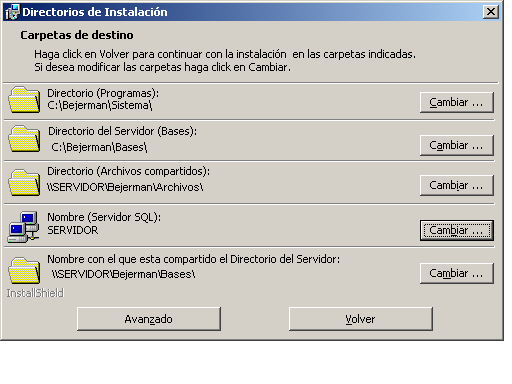 Directorios de Instalación
Carpetas de destino
Haga click en Volver para continuar con la instalación en las carpetas indicadas.
Si desea modificar las carpetas haga click en Cambiar.
Directorio (Programas):
C:\Bejerman\Sistema\
Cambiar ...
Directorio del Servidor (Bases):
C:\Bejerman\Bases\
Cambiar ...
Directorio (Archivos compartidos):
\\SERVIDOR\Bejerman\Archivos\
Cambiar ...
Nombre (Servidor SQL):
SERVIDOR
Cambiar ...
Nombre con el que esta compartido el Directorio del Servidor:
\\SERVIDOR\Bejerman\Bases\
Cambiar ...
InstallShield
Avanzado
Volver